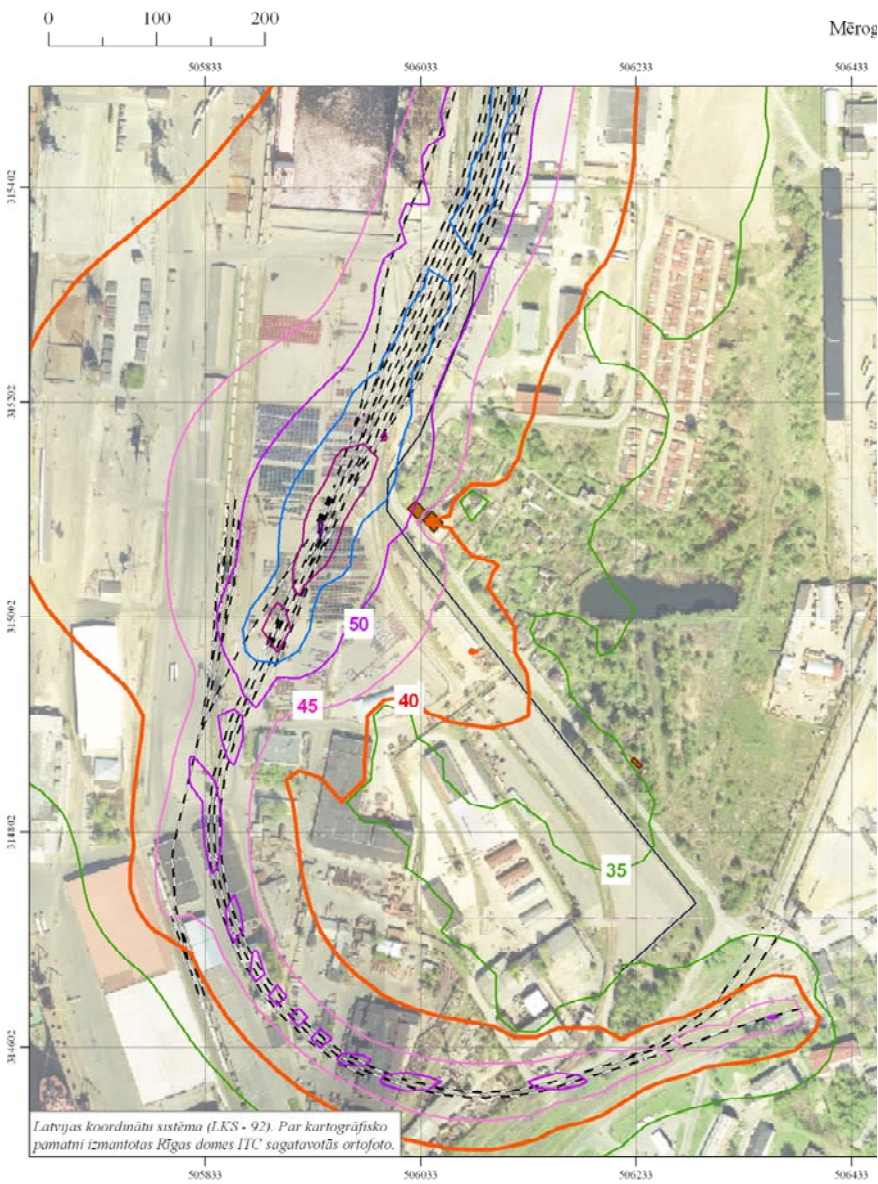 0 100 200
Mērog
505833 506033 506233 506433
315402
315202
315002
50
45
40
314802
35
314602
Latvijas koordinātu sistēma (LKS - 92). Par kartogrāfisko
pamatni izmantotas Rīgas domes ITC sagatavotās ortofoto.
505833 506033 506233 506433